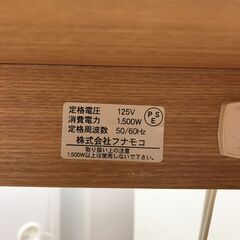 定格電圧 125V
消費電力 1.500W
定格周波数 50/60Hz
株式会社フナモコ
取り扱い上の注意
1.500W以上は使用しないで下さい。
P S
E